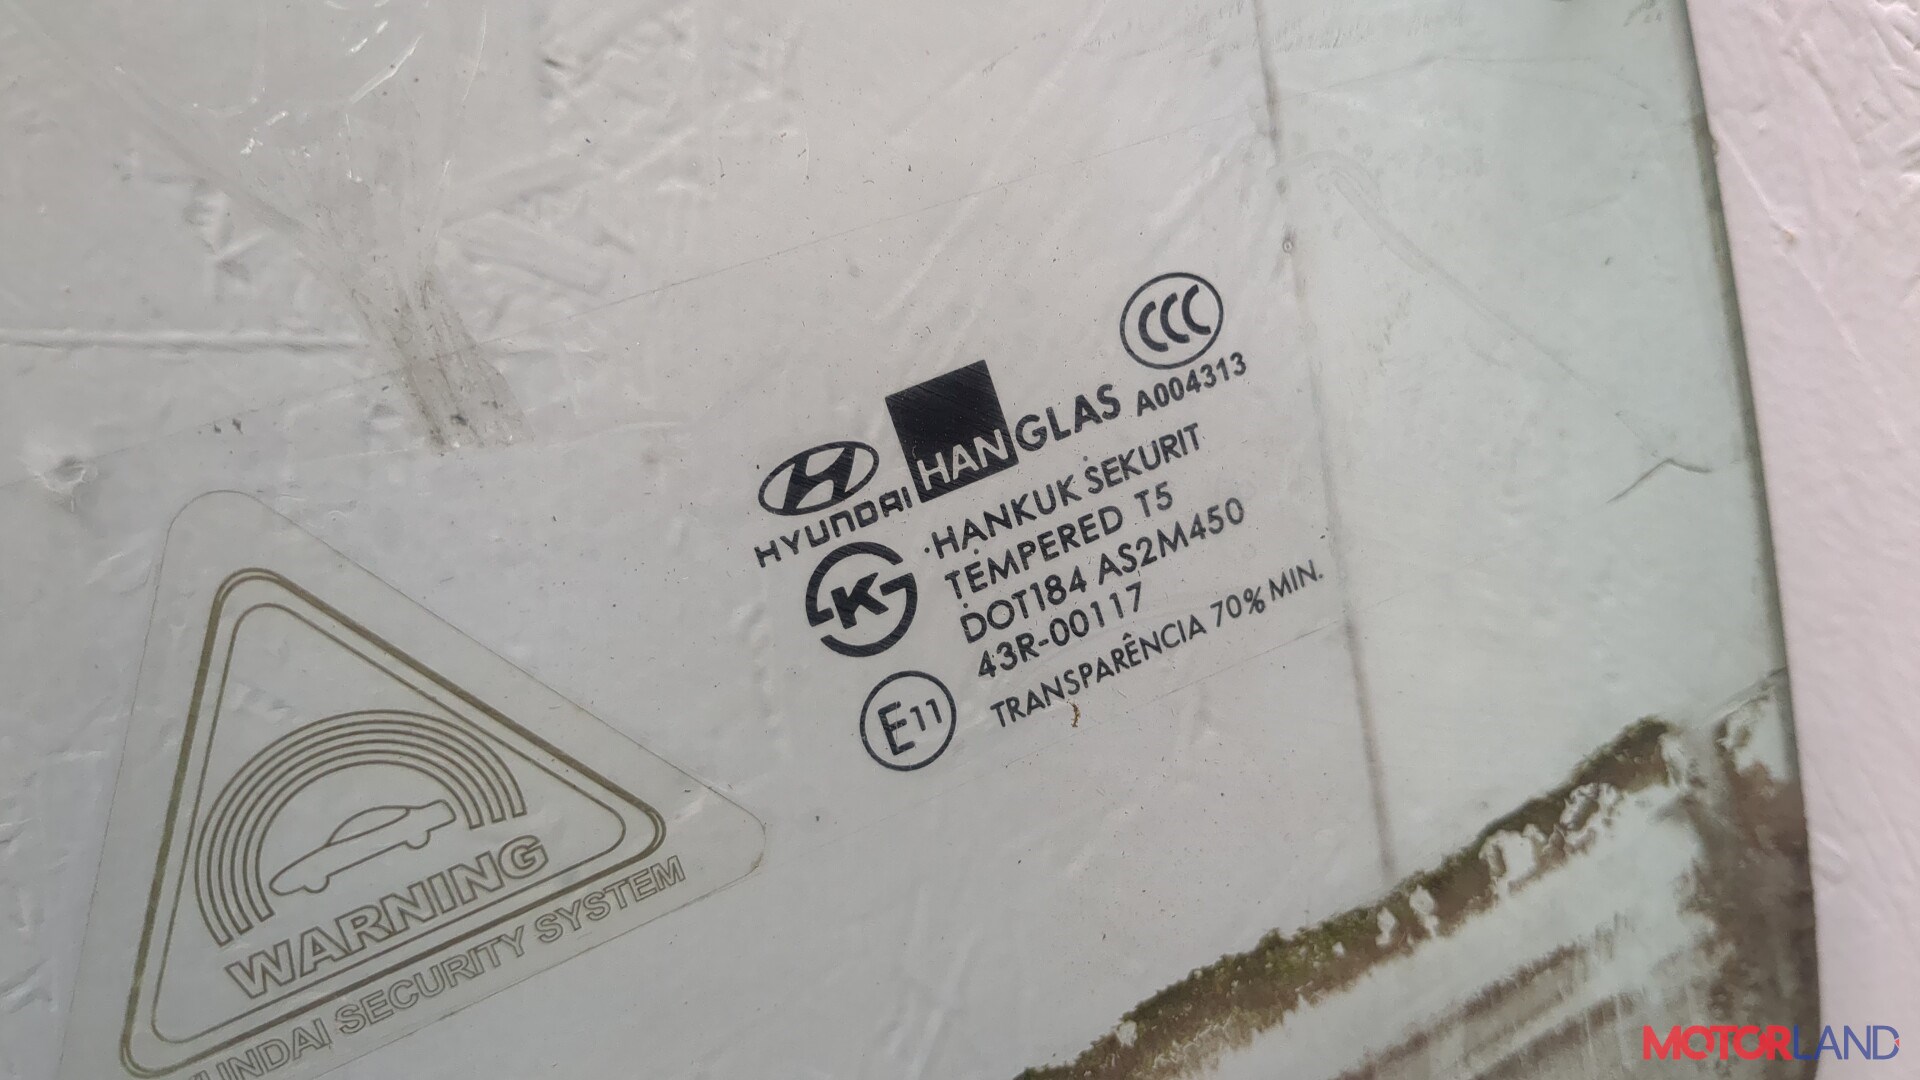 CCC
HANGLAS A004313
HYUNDAI
HANKUK SEKURIT
TEMPERED T5
DOT184 AS2M450
43R-00117
TRANSPARÊNCIA 70% MIN.
K
E11
WARNING
SECURITY SYSTEM
MOTORLAND